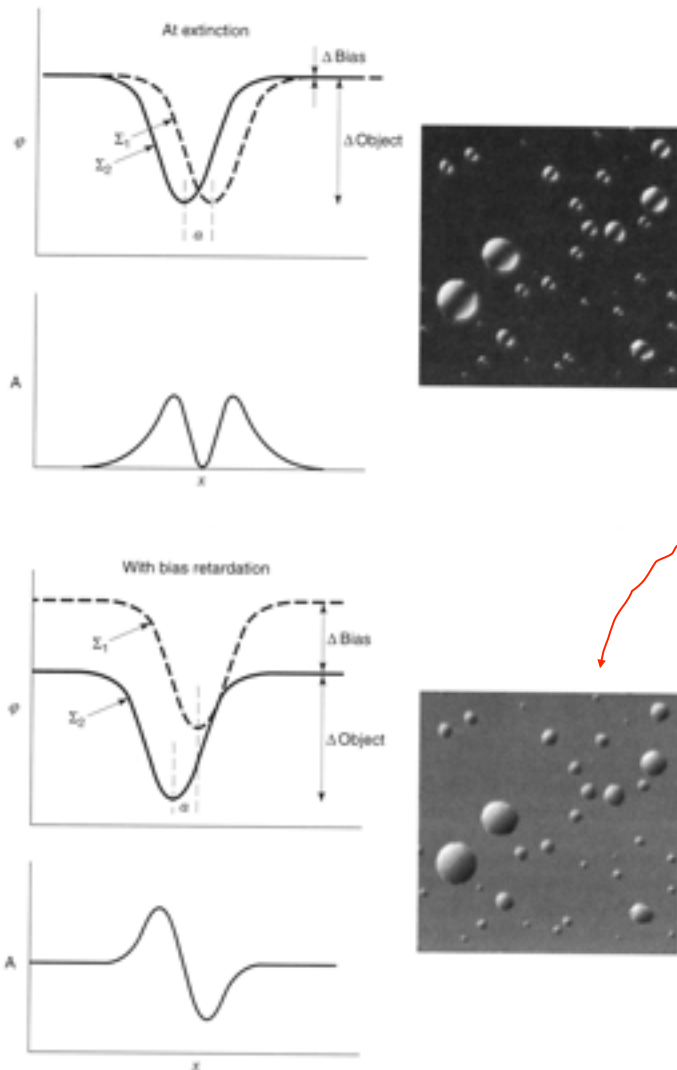 At extinction
Δ Bias
φ
Σ1
Σ2
Δ Object
α
A
x
With bias retardation
Σ1
Δ Bias
φ
Σ2
Δ Object
α
A
x